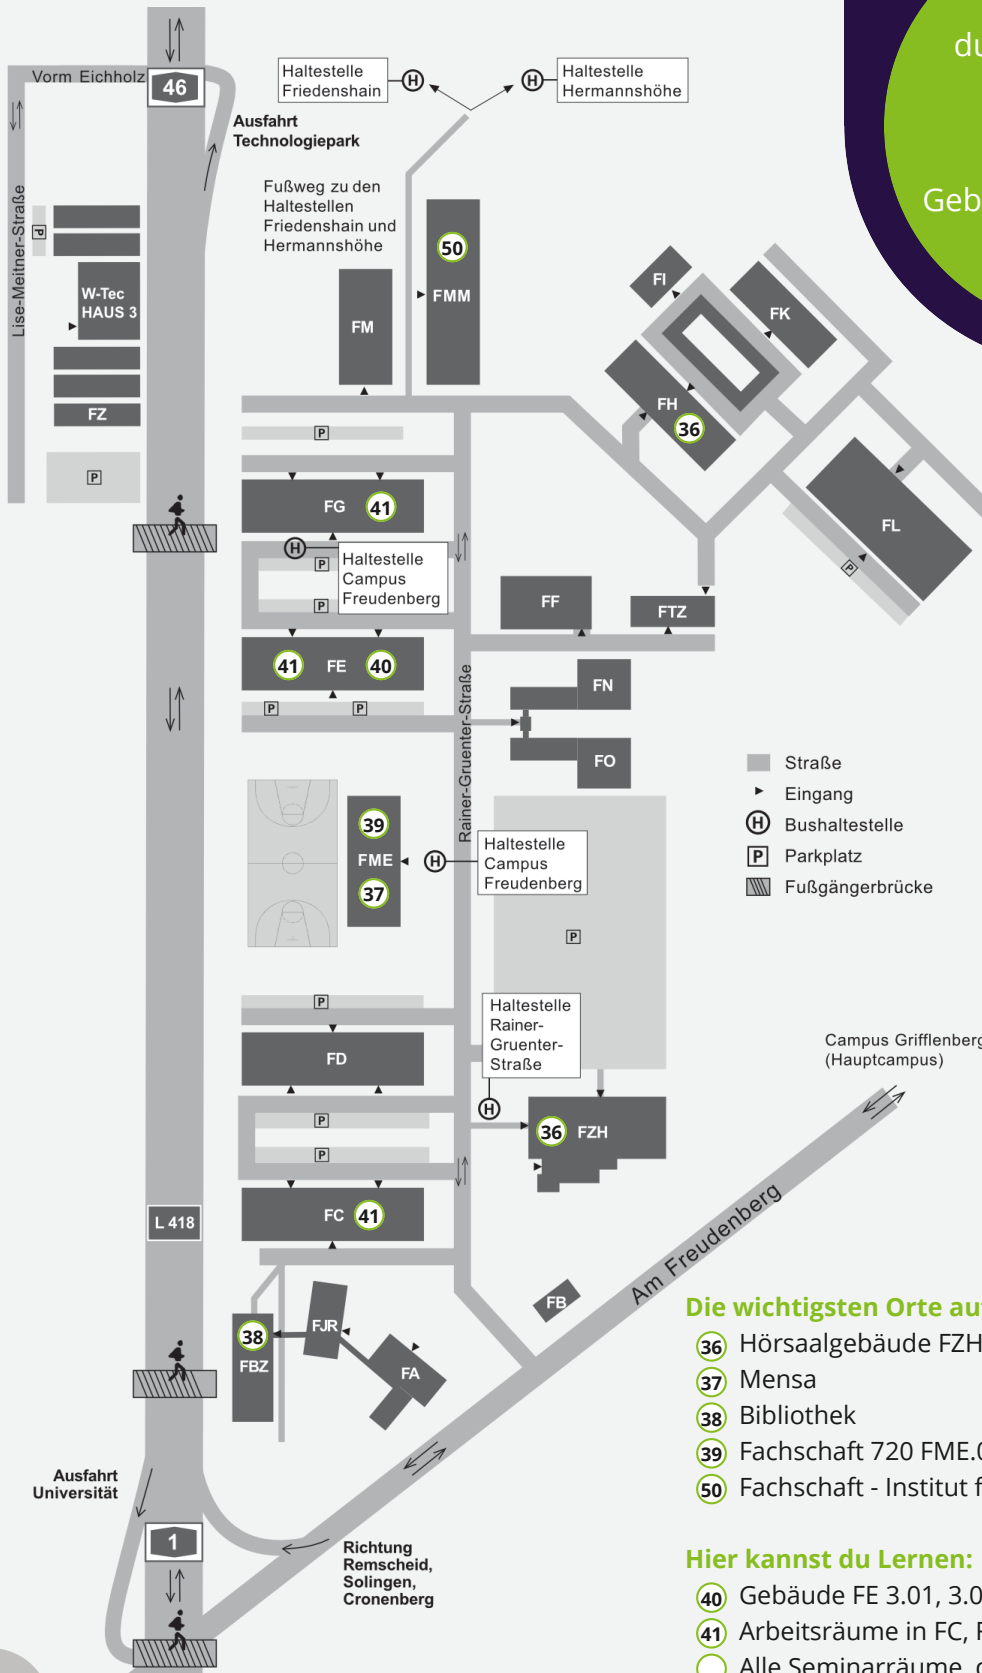 Vorm Eichholz
46
Ausfahrt
Technologiepark
Haltestelle
Friedenshain
H
H
Haltestelle
Hermannshöhe
Fußweg zu den
Haltestellen
Friedenshain und
Hermannshöhe
Lise-Meitner-Straße
P
W-Tec
HAUS 3
FZ
P
FM
50
FMM
FI
FK
FH
36
FL
P
P
FG
41
H
Haltestelle
Campus
Freudenberg
P
P
41
FE
40
P
P
FF
FTZ
FN
FO
Rainer-Gruenter-Straße
39
FME
37
H
Haltestelle
Campus
Freudenberg
P
Straße
Eingang
H Bushaltestelle
P Parkplatz
Fußgängerbrücke
P
FD
Haltestelle
Rainer-
Gruenter-
Straße
H
P
P
36
FZH
Campus Grifflenberg
(Hauptcampus)
L 418
FC
41
Am Freudenberg
FB
38
FBZ
FJR
FA
Ausfahrt
Universität
1
Richtung
Remscheid,
Solingen,
Cronenberg
Die wichtigsten Orte
36 Hörsaalgebäude FZH
37 Mensa
38 Bibliothek
39 Fachschaft 720
50 Fachschaft - Institut
Hier kannst du Lernen:
40 Gebäude FE 3.01,
41 Arbeitsräume in FC,
Alle Seminarräume,